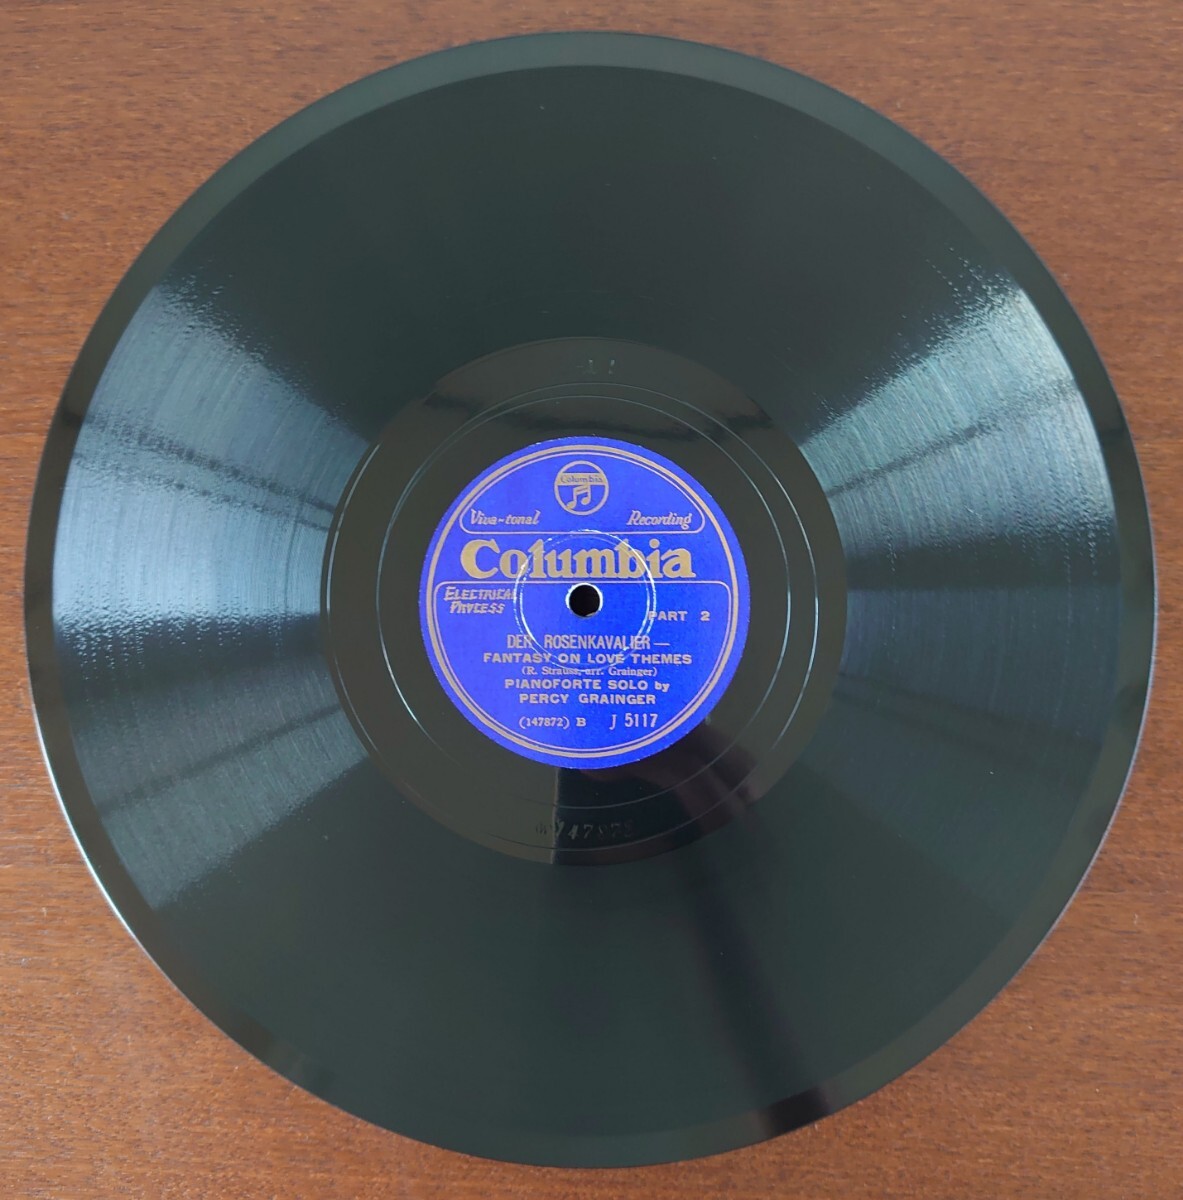 Columbia
Viva-tonal Recording
Columbia
ELECTRICAL
PROCESS
PART 2
DER ROSENKAVALIER—
FANTASY ON LOVE THEMES
(R. Strauss, arr. Grainger)
PIANOFORTE SOLO by
PERCY GRAINGER
(147872) B J 5117